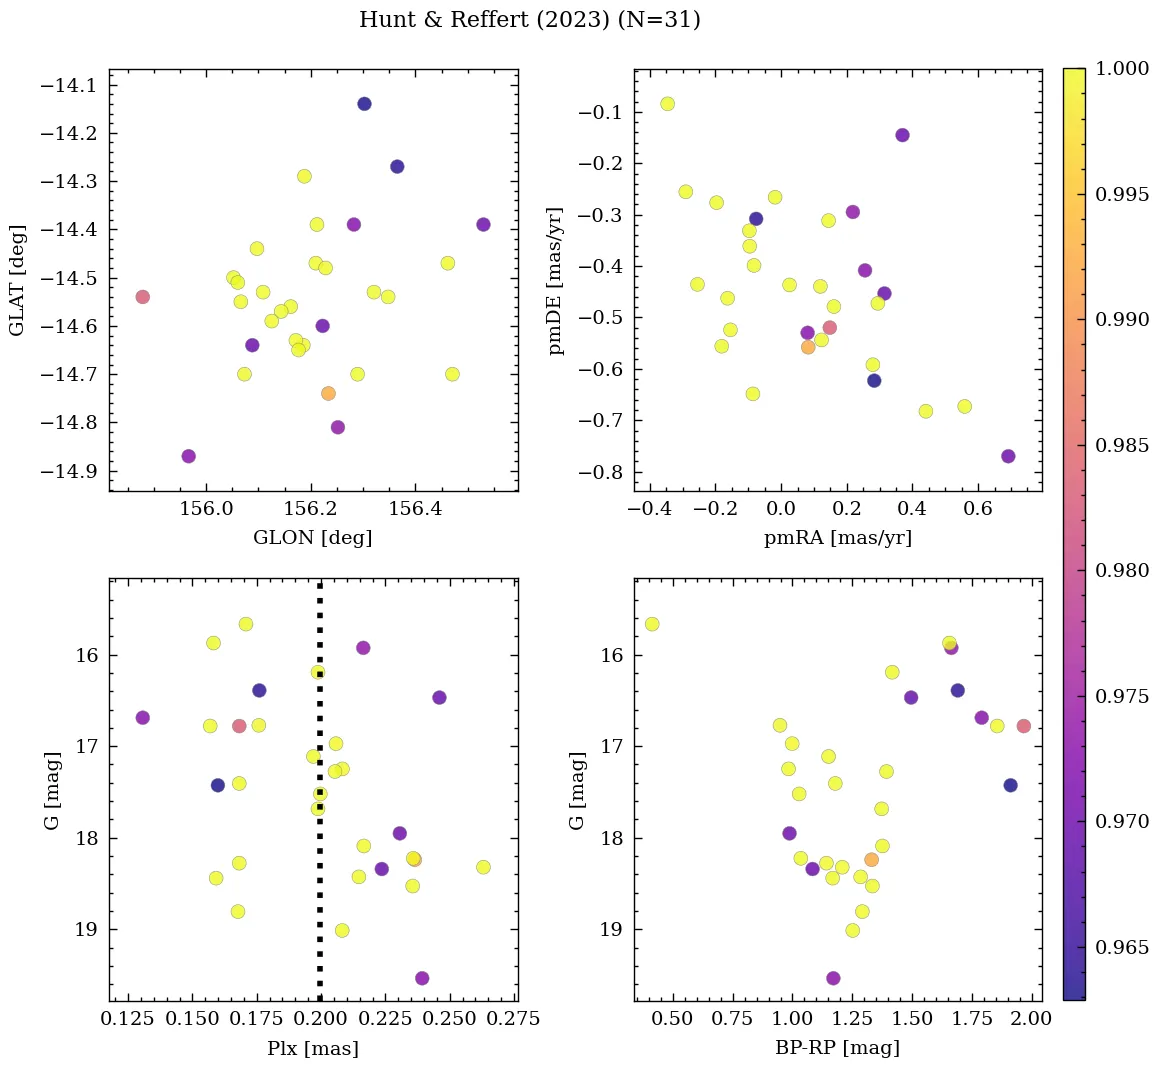 Hunt & Reffert (2023) (N=31)
−14.1
−14.2
−14.3
−14.4
−14.5
−14.6
−14.7
−14.8
−14.9
GLAT [deg]
156.0 156.2 156.4
GLON [deg]
−0.1
−0.2
−0.3
−0.4
−0.5
−0.6
−0.7
−0.8
pmDE [mas/yr]
−0.4 −0.2 0.0 0.2 0.4 0.6
pmRA [mas/yr]
16
17
18
19
G [mag]
0.125 0.150 0.175 0.200 0.225 0.250 0.275
Plx [mas]
16
17
18
19
G [mag]
0.50 0.75 1.00 1.25 1.50 1.75 2.00
BP-RP [mag]
1.000
0.995
0.990
0.985
0.980
0.975
0.970
0.965